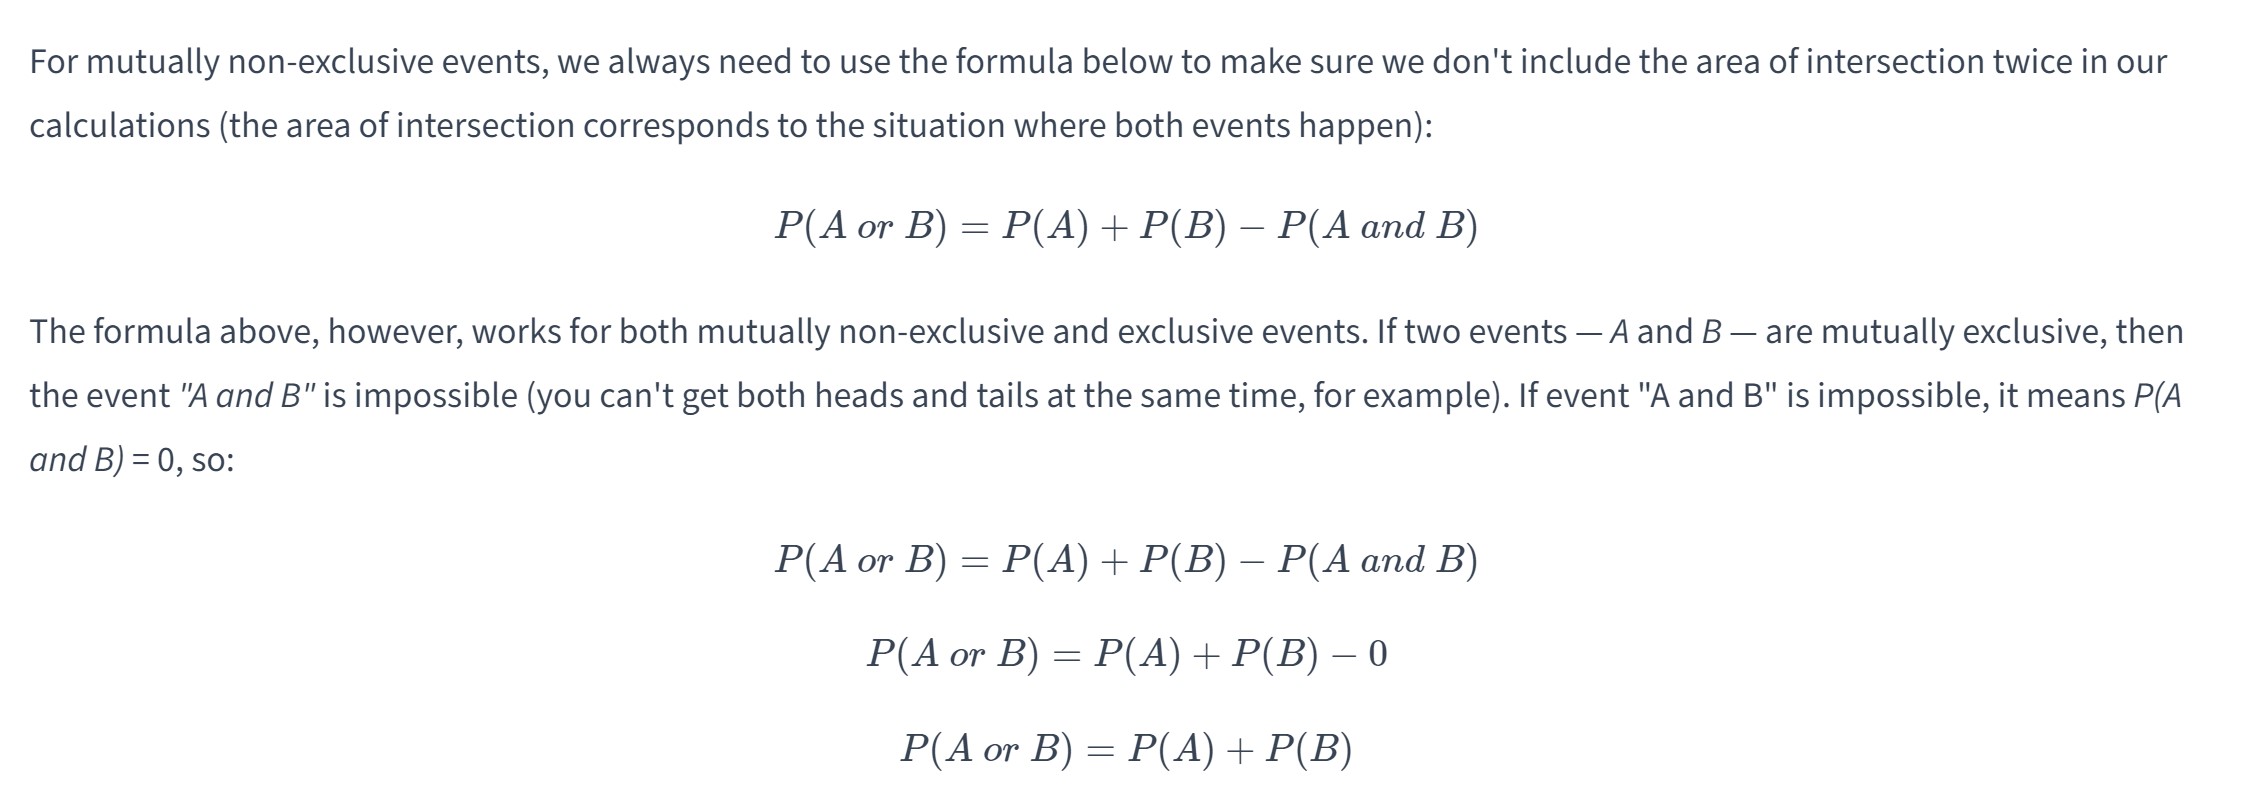 For mutually non-exclusive events, we always need to use the formula below to make sure we don't include the area of intersection twice in our
calculations (the area of intersection corresponds to the situation where both events happen):
P(A or B) = P(A) + P(B) − P(A and B)
The formula above, however, works for both mutually non-exclusive and exclusive events. If two events — A and B — are mutually exclusive, then
the event "A and B" is impossible (you can't get both heads and tails at the same time, for example). If event "A and B" is impossible, it means P(A
and B) = 0, so:
P(A or B) = P(A) + P(B) − P(A and B)
P(A or B) = P(A) + P(B) − 0
P(A or B) = P(A) + P(B)